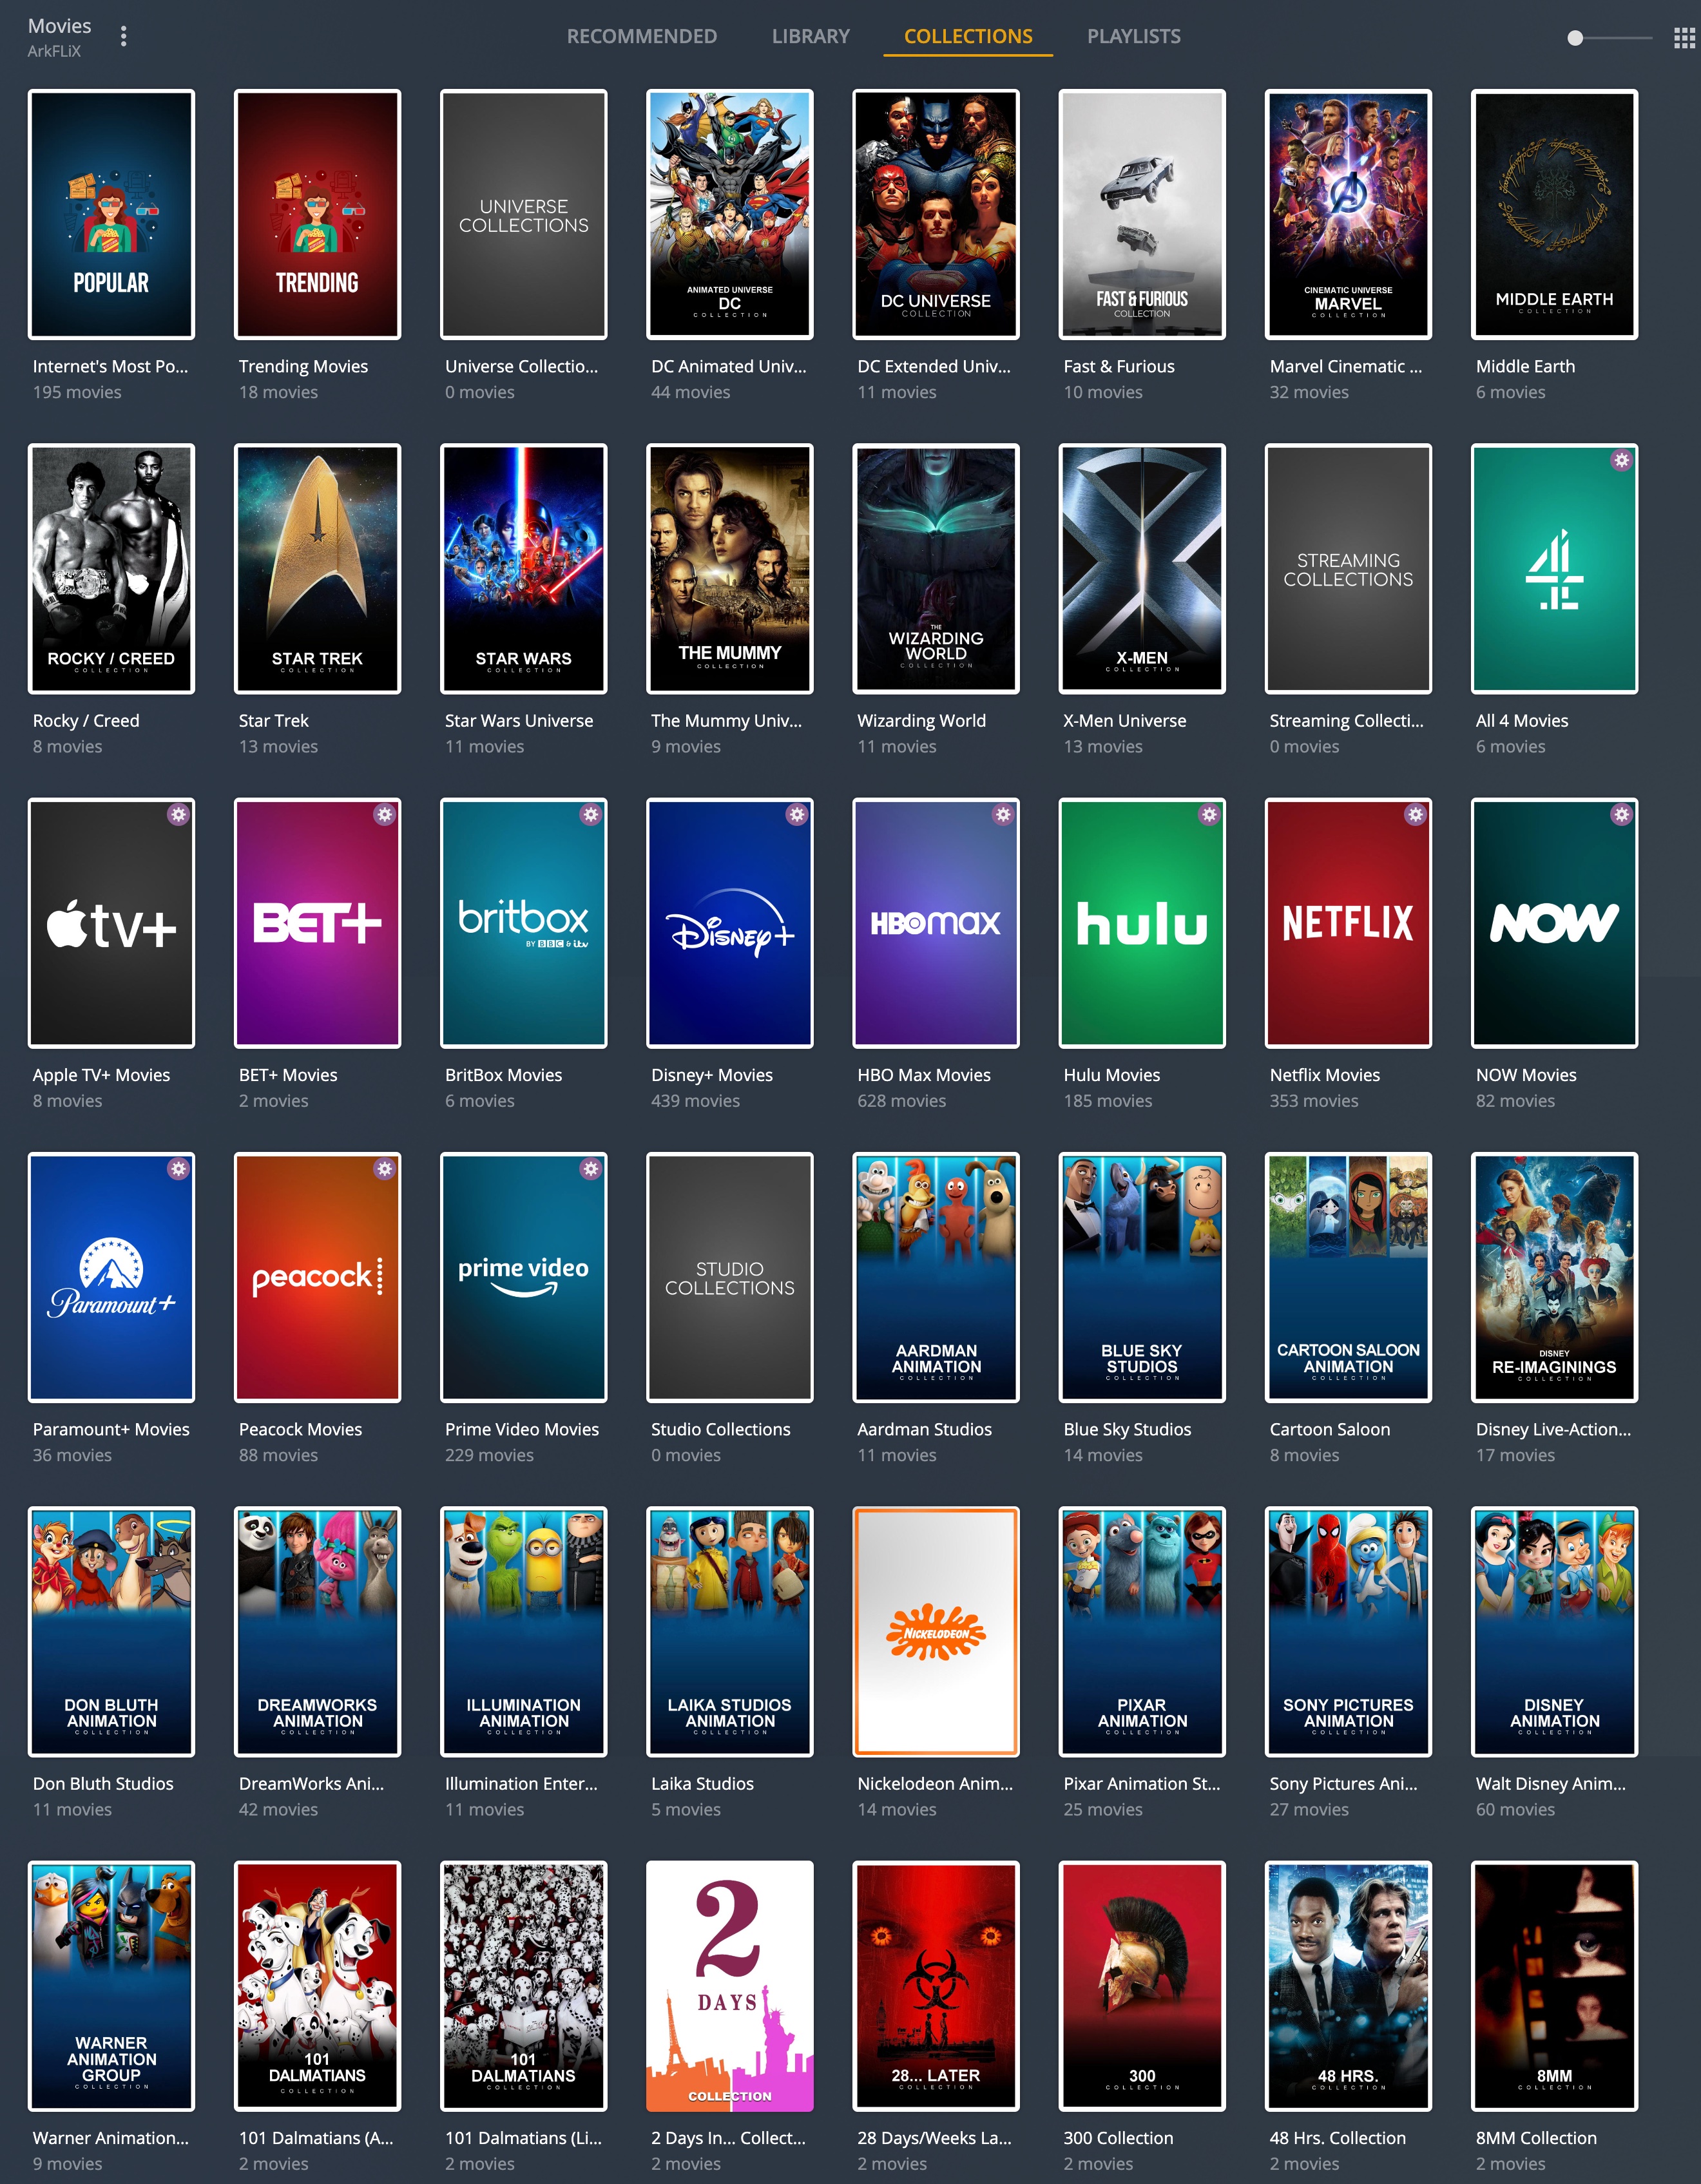 Movies
ArkFLiX
RECOMMENDED
LIBRARY
COLLECTIONS
PLAYLISTS
POPULAR
Internet's Most Po...
195 movies
TRENDING
Trending Movies
18 movies
UNIVERSE
COLLECTIONS
Universe Collectio...
0 movies
ANIMATED UNIVERSE
DC
COLLECTION
DC Animated Univ...
44 movies
DC UNIVERSE
COLLECTION
DC Extended Univ...
11 movies
FAST & FURIOUS
COLLECTION
Fast & Furious
10 movies
CINEMATIC UNIVERSE
MARVEL
COLLECTION
Marvel Cinematic ...
32 movies
MIDDLE EARTH
COLLECTION
Middle Earth
6 movies
ROCKY / CREED
COLLECTION
Rocky / Creed
8 movies
STAR TREK
COLLECTION
Star Trek
13 movies
STAR WARS
COLLECTION
Star Wars Universe
11 movies
THE MUMMY
COLLECTION
The Mummy Univ...
9 movies
THE
WIZARDING
WORLD
COLLECTION
Wizarding World
11 movies
X-MEN
COLLECTION
X-Men Universe
13 movies
STREAMING
COLLECTIONS
Streaming Collecti...
0 movies
4
All 4 Movies
6 movies
tv+
Apple TV+ Movies
8 movies
BET+
BET+ Movies
2 movies
britbox
BY BBC & itv
BritBox Movies
6 movies
Disney+
Disney+ Movies
439 movies
HBOmax
HBO Max Movies
628 movies
hulu
Hulu Movies
185 movies
NETFLIX
Netflix Movies
353 movies
NOW
NOW Movies
82 movies
Paramount+
Paramount+ Movies
36 movies
peacock
Peacock Movies
88 movies
prime video
Prime Video Movies
229 movies
STUDIO
COLLECTIONS
Studio Collections
0 movies
AARDMAN
ANIMATION
COLLECTION
Aardman Studios
11 movies
BLUE SKY
STUDIOS
COLLECTION
Blue Sky Studios
14 movies
CARTOON SALOON
ANIMATION
COLLECTION
Cartoon Saloon
8 movies
DISNEY
RE-IMAGININGS
COLLECTION
Disney Live-Action...
17 movies
DON BLUTH
ANIMATION
COLLECTION
Don Bluth Studios
11 movies
DREAMWORKS
ANIMATION
COLLECTION
DreamWorks Ani...
42 movies
ILLUMINATION
ANIMATION
COLLECTION
Illumination Enter...
11 movies
LAIKA STUDIOS
ANIMATION
COLLECTION
Laika Studios
5 movies
NICKELODEON
Nickelodeon Anim...
14 movies
PIXAR
ANIMATION
COLLECTION
Pixar Animation St...
25 movies
SONY PICTURES
ANIMATION
COLLECTION
Sony Pictures Ani...
27 movies
DISNEY
ANIMATION
COLLECTION
Walt Disney Anim...
60 movies
WARNER
ANIMATION
GROUP
COLLECTION
Warner Animation...
9 movies
101
DALMATIANS
COLLECTION
101 Dalmatians (A...
2 movies
101
DALMATIANS
COLLECTION
101 Dalmatians (Li...
2 movies
2
DAYS
COLLECTION
2 Days In... Collect...
2 movies
28... LATER
COLLECTION
28 Days/Weeks La...
2 movies
300
COLLECTION
300 Collection
2 movies
48 HRS.
COLLECTION
48 Hrs. Collection
2 movies
8MM
COLLECTION
8MM Collection
2 movies